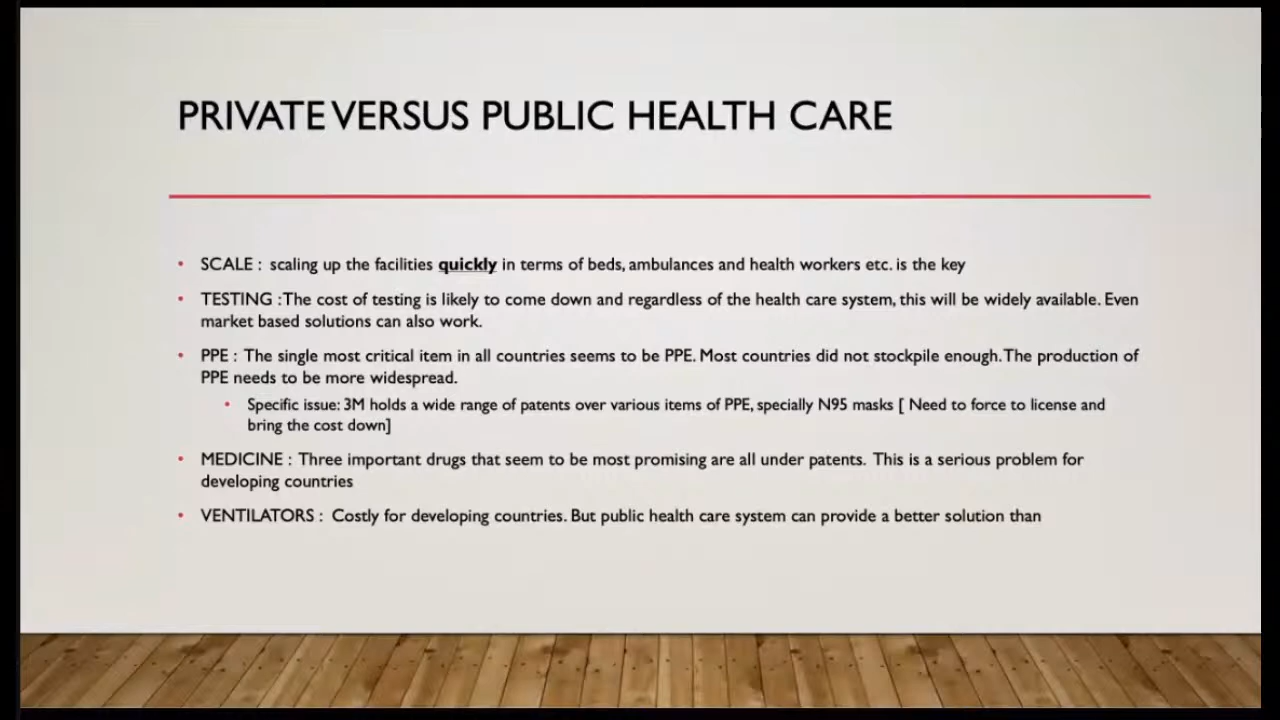 PRIVATE VERSUS PUBLIC HEALTH CARE
• SCALE : scaling up the facilities quickly in terms of beds, ambulances and health workers etc. is the key
• TESTING :The cost of testing is likely to come down and regardless of the health care system, this will be widely available. Even
market based solutions can also work.
• PPE : The single most critical item in all countries seems to be PPE. Most countries did not stockpile enough.The production of
PPE needs to be more widespread.
• Specific issue: 3M holds a wide range of patents over various items of PPE, specially N95 masks [ Need to force to license and
bring the cost down]
• MEDICINE : Three important drugs that seem to be most promising are all under patents. This is a serious problem for
developing countries
• VENTILATORS : Costly for developing countries. But public health care system can provide a better solution than